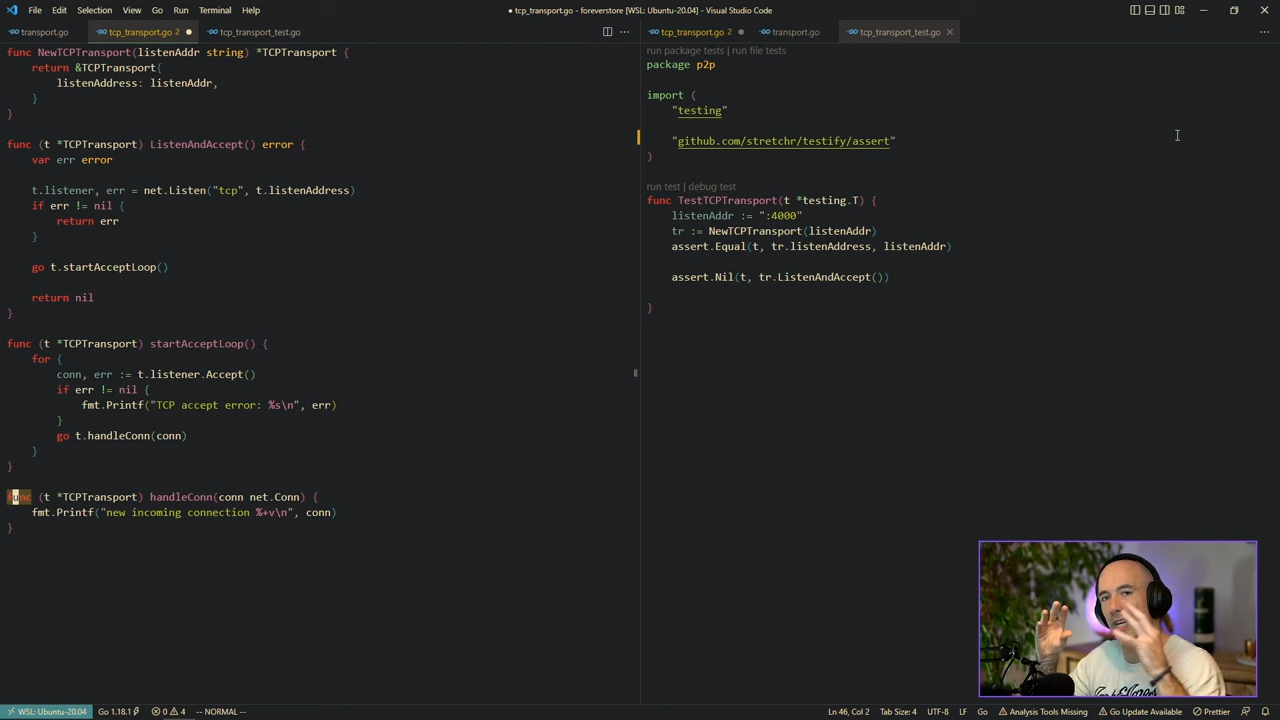 File Edit Selection View Go Run Terminal Help
● tcp_transport.go - foreverstore [WSL: Ubuntu-20.04] - Visual Studio Code
transport.go tcp_transport.go 2 ● tcp_transport_test.go
func NewTCPTransport(listenAddr string) *TCPTransport {
return &TCPTransport{
listenAddress: listenAddr,
}
}
func (t *TCPTransport) ListenAndAccept() error {
var err error
t.listener, err = net.Listen("tcp", t.listenAddress)
if err != nil {
return err
}
go t.startAcceptLoop()
return nil
}
func (t *TCPTransport) startAcceptLoop() {
for {
conn, err := t.listener.Accept()
if err != nil {
fmt.Printf("TCP accept error: %s\n", err)
}
go t.handleConn(conn)
}
}
func (t *TCPTransport) handleConn(conn net.Conn) {
fmt.Printf("new incoming connection %+v\n", conn)
}
tcp_transport.go 2 ● transport.go tcp_transport_test.go
run package tests | run file tests
package p2p
import (
"testing"
"github.com/stretchr/testify/assert"
)
run test | debug test
func TestTCPTransport(t *testing.T) {
listenAddr := ":4000"
tr := NewTCPTransport(listenAddr)
assert.Equal(t, tr.listenAddress, listenAddr)
assert.Nil(t, tr.ListenAndAccept())
}
WSL: Ubuntu-20.04 Go 1.18.1 0 4 -- NORMAL -- Ln 46, Col 2 Tab Size: 4 UTF-8 LF Go Analysis Tools Missing Go Update Available Prettier